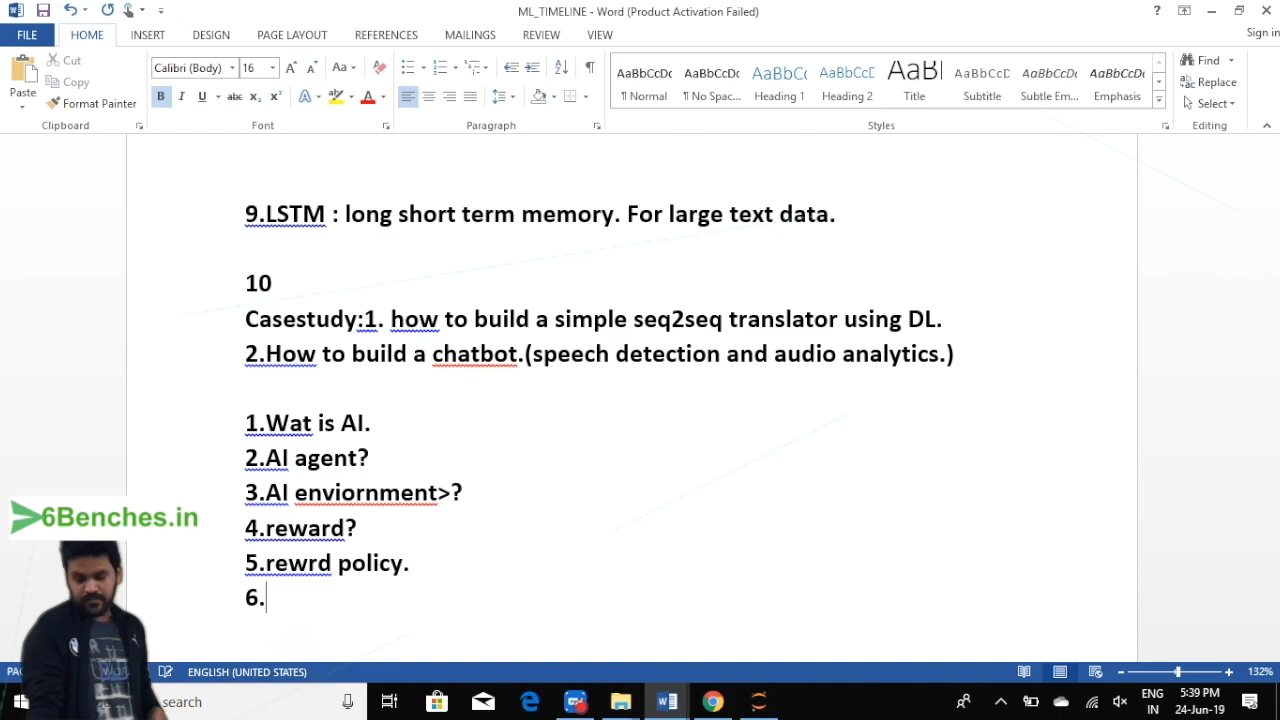 ML_TIMELINE - Word (Product Activation Failed)
FILE HOME INSERT DESIGN PAGE LAYOUT REFERENCES MAILINGS REVIEW VIEW Sign in
Paste
Cut
Copy
Format Painter
Calibri (Body) 16
AaBbCcDc AaBbCcDc AaBbCc AaBbCcD AaBl AaBbCcD AaBbCcDc AaBbCcDc
¶ Normal ¶ No Spac... Heading 1 Heading 2 Title Subtitle Subtle Em... Emphasis
Find
Replace
Select
Clipboard Font Paragraph Styles Editing
9.LSTM : long short term memory. For large text data.
10
Casestudy:1. how to build a simple seq2seq translator using DL.
2.How to build a chatbot.(speech detection and audio analytics.)
1.Wat is AI.
2.AI agent?
3.AI enviornment>?
4.reward?
5.rewrd policy.
6.
6Benches.in
ENGLISH (UNITED STATES)
132%
search
ENG
IN
5:39 PM
24-Jun-19